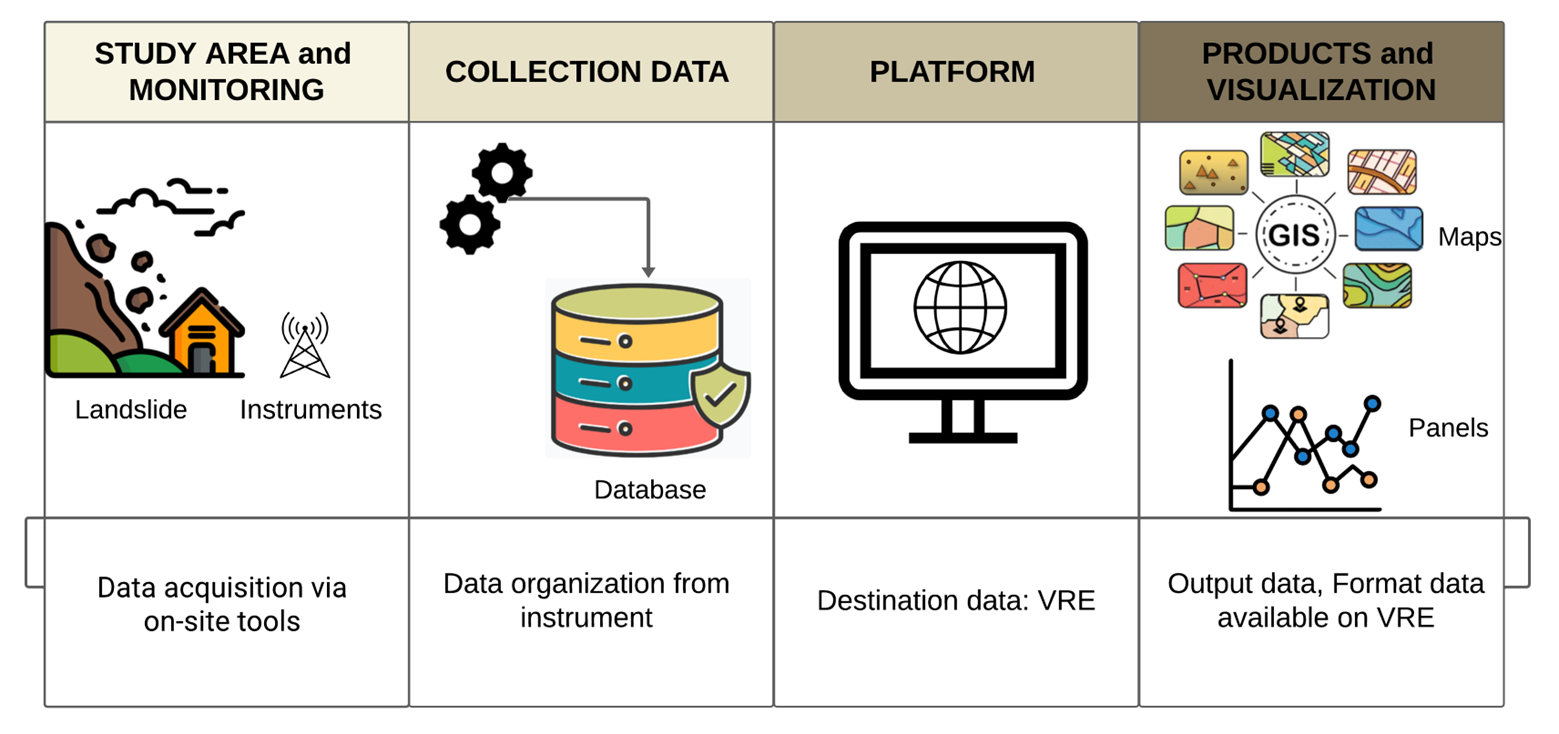 STUDY AREA and
MONITORING
COLLECTION DATA
PLATFORM
PRODUCTS and
VISUALIZATION
Landslide
Instruments
Database
GIS
Maps
Panels
Data acquisition via
on-site tools
Data organization from
instrument
Destination data: VRE
Output data, Format data
available on VRE